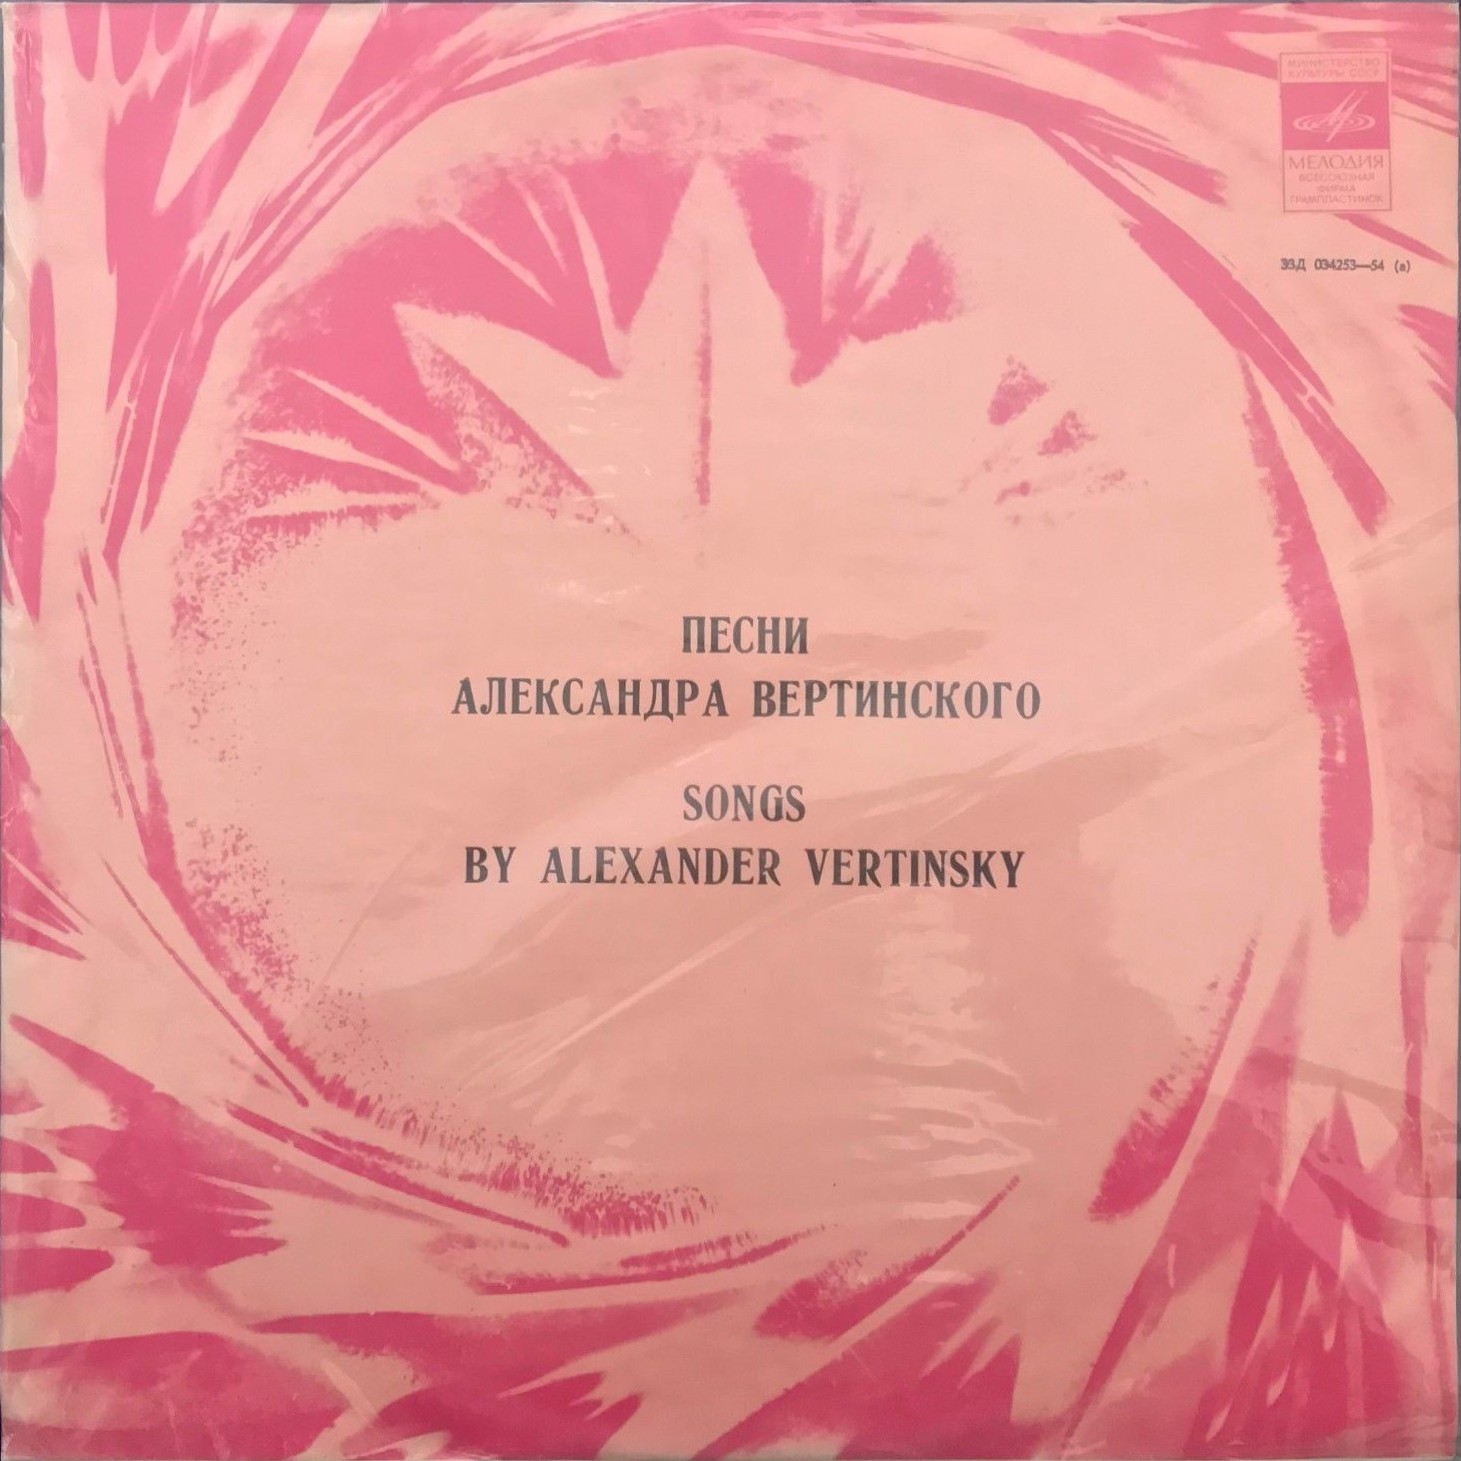 МИНИСТЕРСТВО
КУЛЬТУРЫ СССР
МЕЛОДИЯ
ВСЕСОЮЗНАЯ
ФИРМА
ГРАМПЛАСТИНОК
33Д 034253—54 (а)
ПЕСНИ
АЛЕКСАНДРА ВЕРТИНСКОГО
SONGS
BY ALEXANDER VERTINSKY